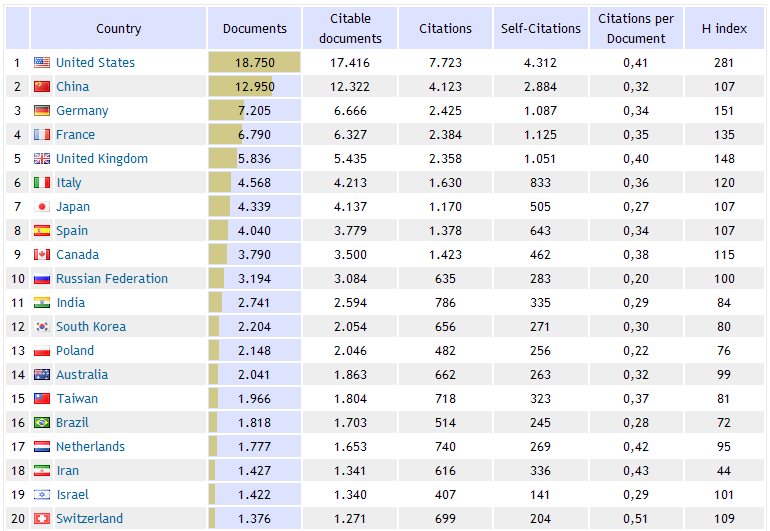 Country Documents Citable documents Citations Self-Citations Citations per Document H index
1 United States 18.750 17.416 7.723 4.312 0,41 281
2 China 12.950 12.322 4.123 2.884 0,32 107
3 Germany 7.205 6.666 2.425 1.087 0,34 151
4 France 6.790 6.327 2.384 1.125 0,35 135
5 United Kingdom 5.836 5.435 2.358 1.051 0,40 148
6 Italy 4.568 4.213 1.630 833 0,36 120
7 Japan 4.339 4.137 1.170 505 0,27 107
8 Spain 4.040 3.779 1.378 643 0,34 107
9 Canada 3.790 3.500 1.423 462 0,38 115
10 Russian Federation 3.194 3.084 635 283 0,20 100
11 India 2.741 2.594 786 335 0,29 84
12 South Korea 2.204 2.054 656 271 0,30 80
13 Poland 2.148 2.046 482 256 0,22 76
14 Australia 2.041 1.863 662 263 0,32 99
15 Taiwan 1.966 1.804 718 323 0,37 81
16 Brazil 1.818 1.703 514 245 0,28 72
17 Netherlands 1.777 1.653 740 269 0,42 95
18 Iran 1.427 1.341 616 336 0,43 44
19 Israel 1.422 1.340 407 141 0,29 101
20 Switzerland 1.376 1.271 699 204 0,51 109